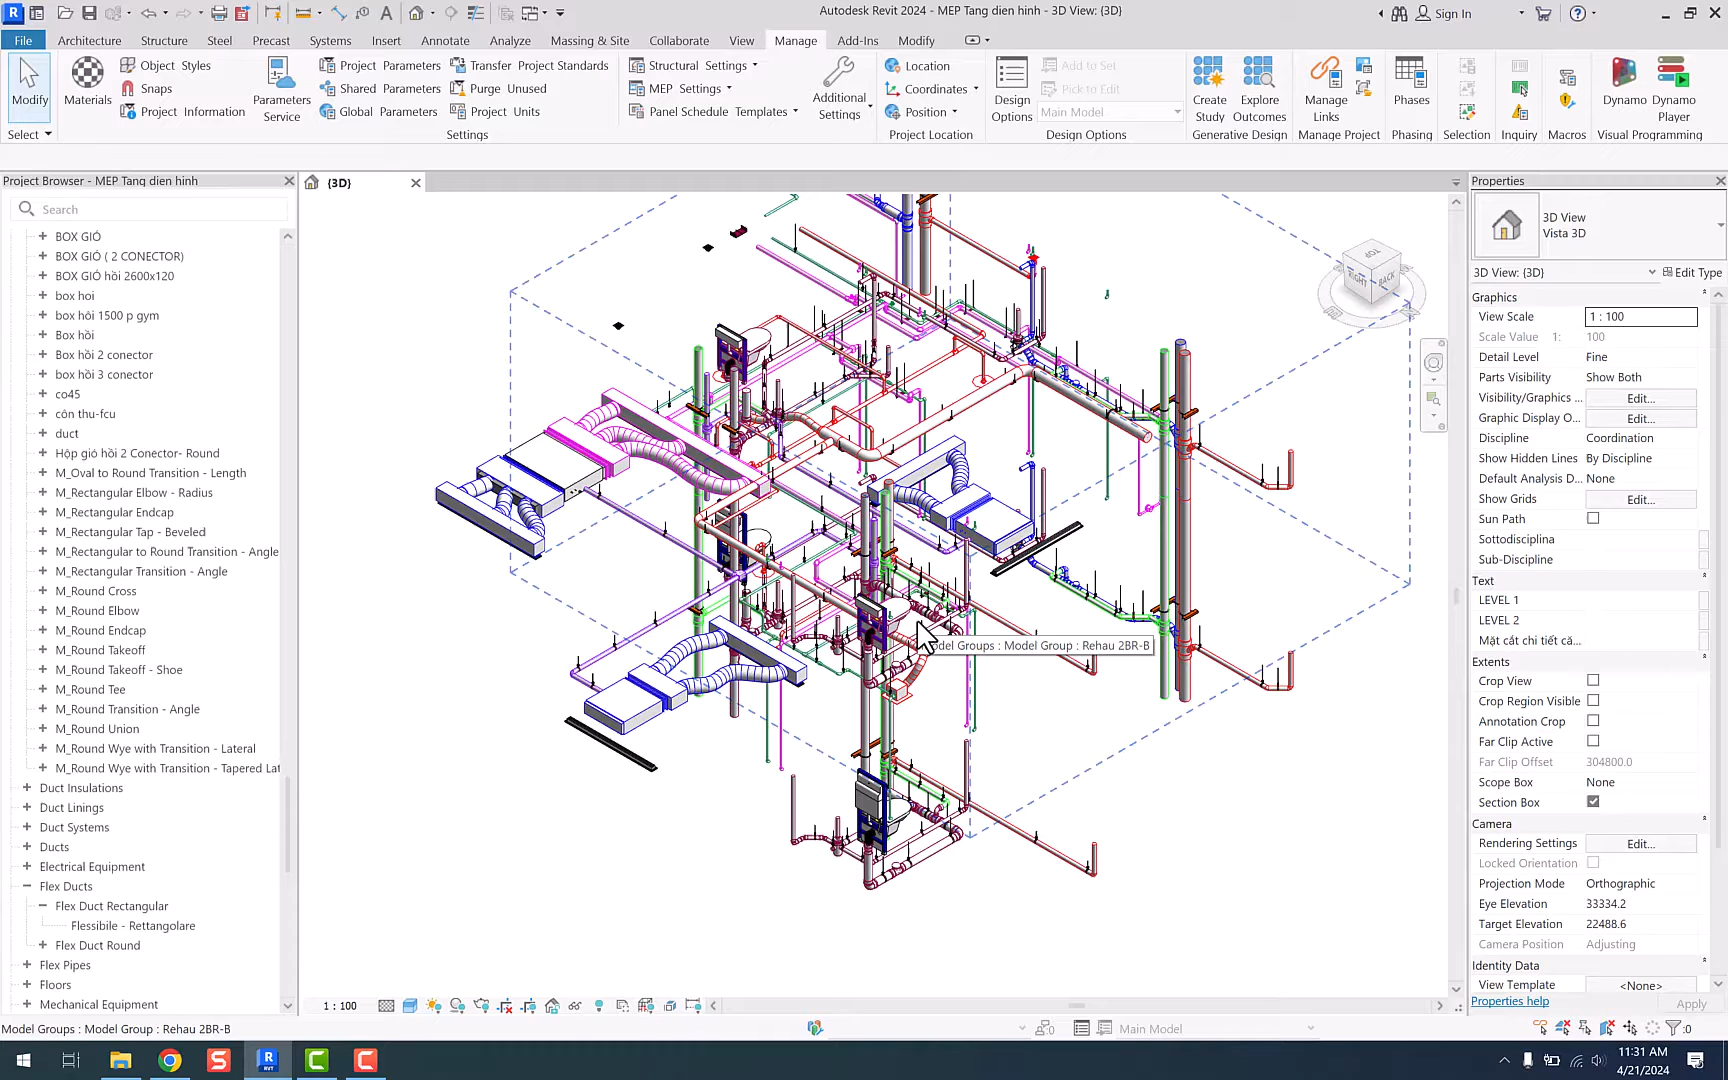 Autodesk Revit 2024 - MEP Tang dien hinh - 3D View: {3D}
Sign In
File Architecture Structure Steel Precast Systems Insert Annotate Analyze Massing & Site Collaborate View Manage Add-Ins Modify
Modify
Select
Materials
Object Styles
Snaps
Project Information
Parameters Service
Project Parameters
Shared Parameters
Global Parameters
Transfer Project Standards
Purge Unused
Project Units
Settings
Structural Settings
MEP Settings
Panel Schedule Templates
Additional Settings
Location
Coordinates
Position
Project Location
Design Options
Add to Set
Pick to Edit
Main Model
Design Options
Create Study
Explore Outcomes
Generative Design
Manage Links
Manage Project
Phases
Phasing
Selection
Inquiry
Macros
Dynamo
Dynamo Player
Visual Programming
Project Browser - MEP Tang dien hinh
Search
BOX GIÓ
BOX GIÓ ( 2 CONECTOR)
BOX GIÓ hồi 2600x120
box hoi
box hỏi 1500 p gym
Box hồi
Box hồi 2 conector
box hồi 3 conector
co45
côn thu-fcu
duct
Hộp gió hồi 2 Conector- Round
M_Oval to Round Transition - Length
M_Rectangular Elbow - Radius
M_Rectangular Endcap
M_Rectangular Tap - Beveled
M_Rectangular to Round Transition - Angle
M_Rectangular Transition - Angle
M_Round Cross
M_Round Elbow
M_Round Endcap
M_Round Takeoff
M_Round Takeoff - Shoe
M_Round Tee
M_Round Transition - Angle
M_Round Union
M_Round Wye with Transition - Lateral
M_Round Wye with Transition - Tapered Lat
Duct Insulations
Duct Linings
Duct Systems
Ducts
Electrical Equipment
Flex Ducts
Flex Duct Rectangular
Flessibile - Rettangolare
Flex Duct Round
Flex Pipes
Floors
Mechanical Equipment
{3D}
TOP
RIGHT
BACK
del Groups : Model Group : Rehau 2BR-B
Properties
3D View
Vista 3D
3D View: {3D} Edit Type
Graphics
View Scale 1 : 100
Scale Value 1: 100
Detail Level Fine
Parts Visibility Show Both
Visibility/Graphics ... Edit...
Graphic Display O... Edit...
Discipline Coordination
Show Hidden Lines By Discipline
Default Analysis D... None
Show Grids Edit...
Sun Path
Sottodisciplina
Sub-Discipline
Text
LEVEL 1
LEVEL 2
Mặt cắt chi tiết că...
Extents
Crop View
Crop Region Visible
Annotation Crop
Far Clip Active
Far Clip Offset 304800.0
Scope Box None
Section Box
Camera
Rendering Settings Edit...
Locked Orientation
Projection Mode Orthographic
Eye Elevation 33334.2
Target Elevation 22488.6
Camera Position Adjusting
Identity Data
View Template <None>
Properties help Apply
1 : 100
Model Groups : Model Group : Rehau 2BR-B
Main Model
:0
11:31 AM
4/21/2024